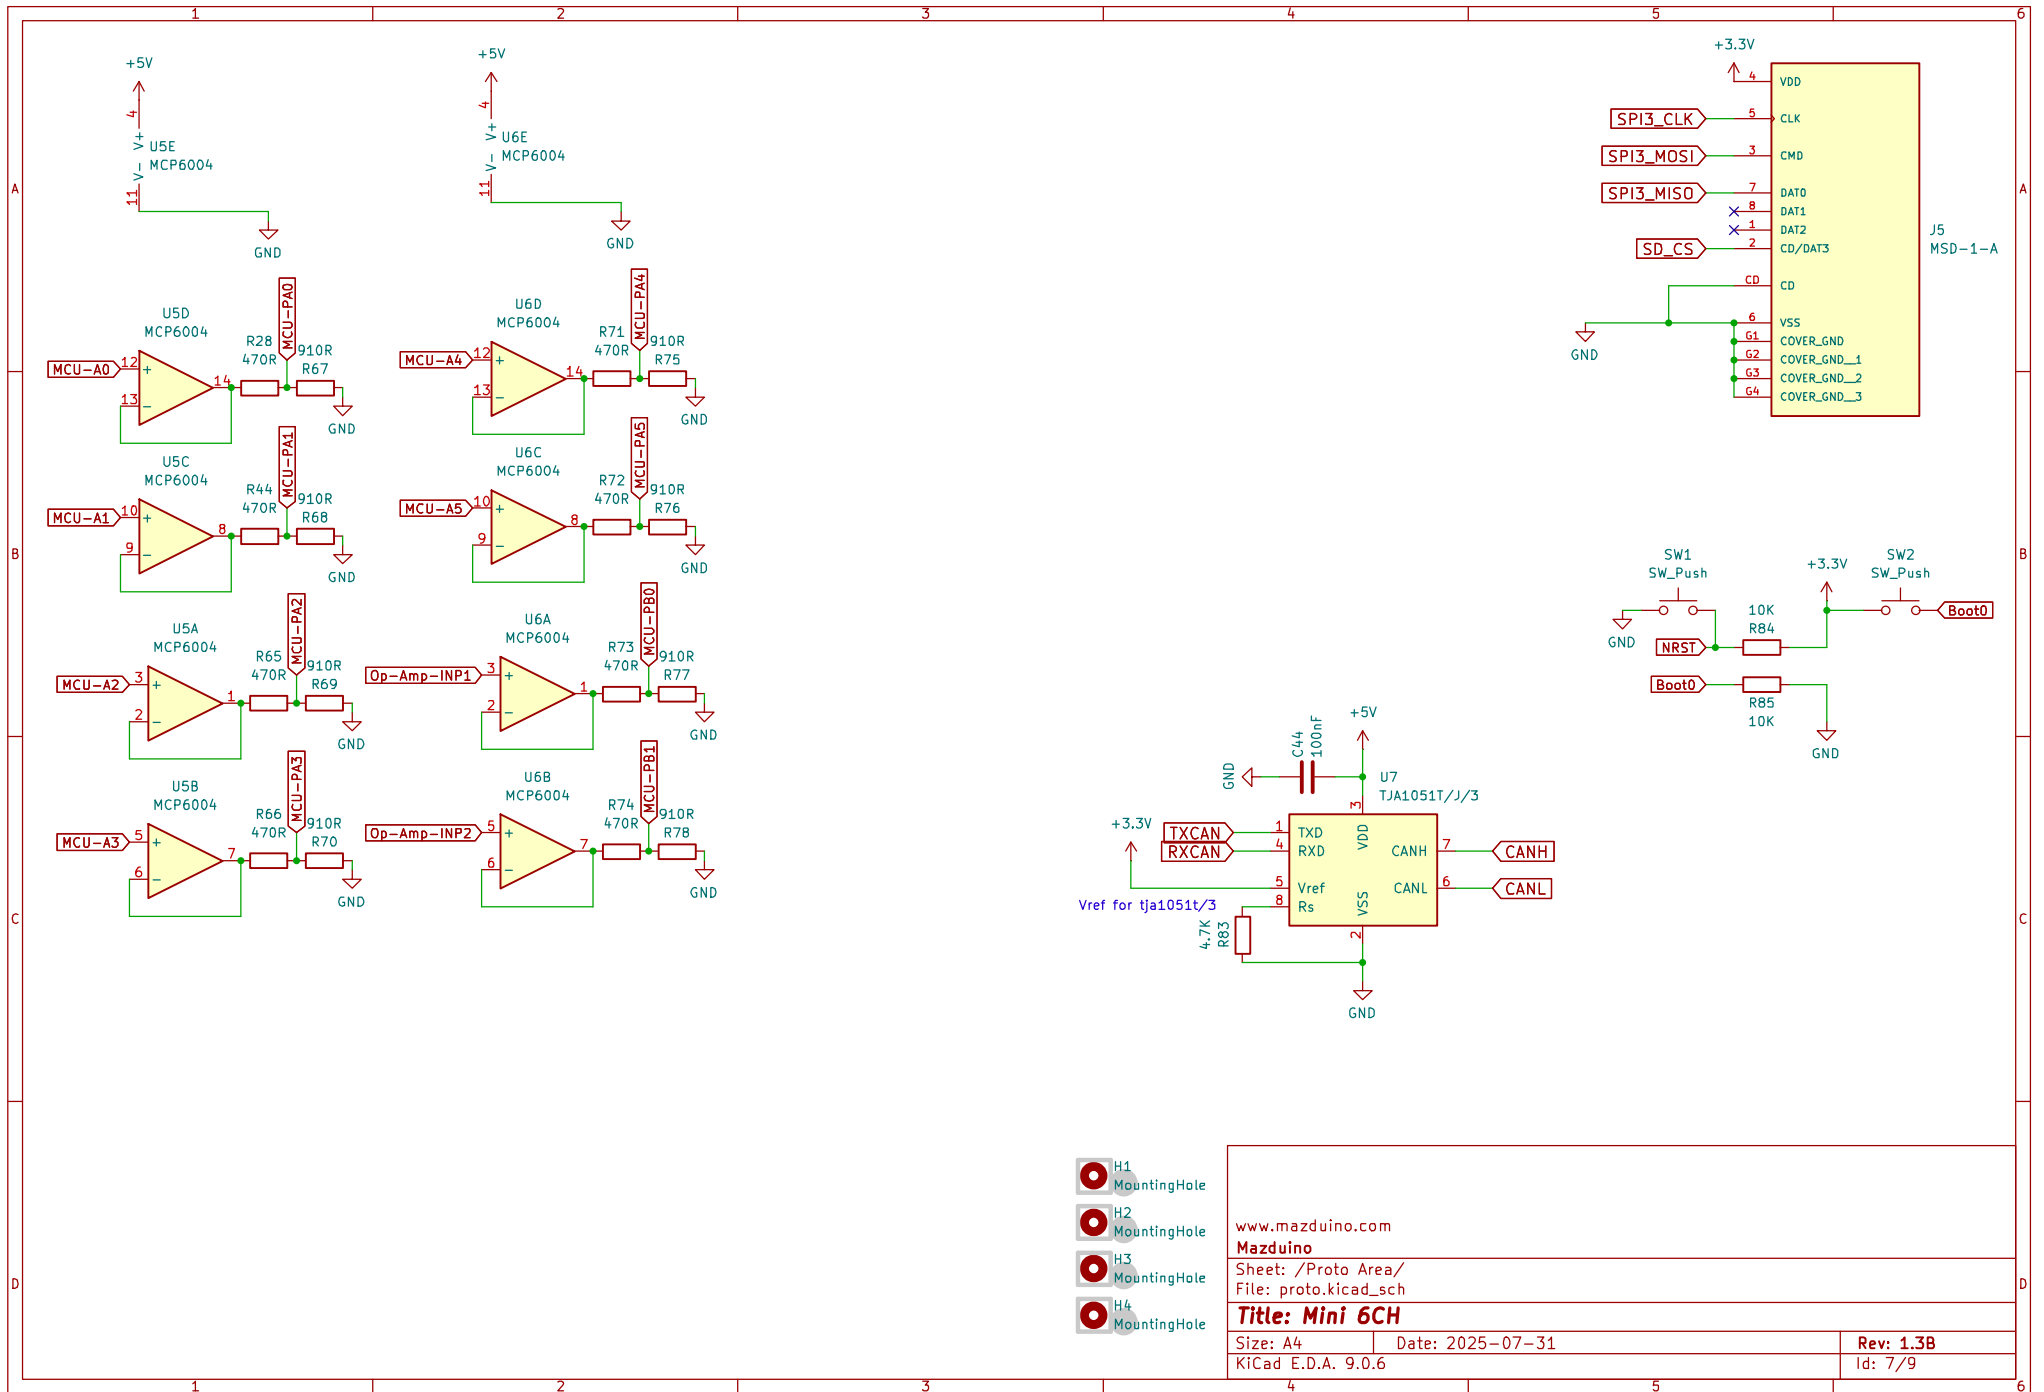 1 2 3 4 5 6
A A
B B
C C
D D
+5V
4
V+
V-
U5E
MCP6004
11
GND
+5V
4
V+
V-
U6E
MCP6004
11
GND
U5D
MCP6004
MCU-A0
12
+
13
-
14
R28
470R
MCU-PA0
910R
R67
GND
U5C
MCP6004
MCU-A1
10
+
9
-
8
R44
470R
MCU-PA1
910R
R68
GND
U5A
MCP6004
MCU-A2
3
+
2
-
1
R65
470R
MCU-PA2
910R
R69
GND
U5B
MCP6004
MCU-A3
5
+
6
-
7
R66
470R
MCU-PA3
910R
R70
GND
U6D
MCP6004
MCU-A4
12
+
13
-
14
R71
470R
MCU-PA4
910R
R75
GND
U6C
MCP6004
MCU-A5
10
+
9
-
8
R72
470R
MCU-PA5
910R
R76
GND
U6A
MCP6004
Op-Amp-INP1
3
+
2
-
1
R73
470R
MCU-PB0
910R
R77
GND
U6B
MCP6004
Op-Amp-INP2
5
+
6
-
7
R74
470R
MCU-PB1
910R
R78
GND
+3.3V
4 VDD
SPI3_CLK 5 CLK
SPI3_MOSI 3 CMD
SPI3_MISO 7 DAT0
8 DAT1
1 DAT2
SD_CS 2 CD/DAT3
CD CD
6 VSS
G1 COVER_GND
G2 COVER_GND__1
G3 COVER_GND__2
G4 COVER_GND__3
GND
J5
MSD-1-A
SW1
SW_Push
GND
+3.3V
SW2
SW_Push
Boot0
10K
R84
NRST
Boot0
R85
10K
GND
+5V
C44
100nF
GND
U7
TJA1051T/J/3
3
+3.3V
TXCAN 1 TXD
RXCAN 4 RXD
5 Vref
8 Rs
VDD
VSS
CANH 7 CANH
CANL 6 CANL
2
Vref for tja1051t/3
4.7K
R83
GND
H1
MountingHole
H2
MountingHole
H3
MountingHole
H4
MountingHole
www.mazduino.com
Mazduino
Sheet: /Proto Area/
File: proto.kicad_sch
Title: Mini 6CH
Size: A4 Date: 2025-07-31 Rev: 1.3B
KiCad E.D.A. 9.0.6 Id: 7/9
1 2 3 4 5 6